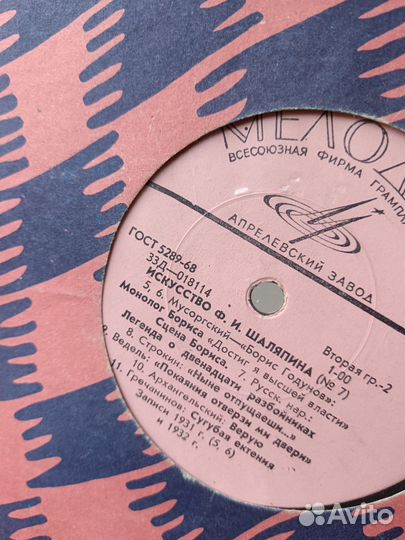 МЕЛОД
ВСЕСОЮЗНАЯ ФИРМА ГРАМПЛ
АПРЕЛЕВСКИЙ ЗАВОД
ГОСТ 5289-68
33Д—018114
Вторая гр.-2
1-00
ИСКУССТВО Ф. И. ШАЛЯПИНА (№ 7)
5, 6. Мусоргский—«Борис Годунов»:
Монолог Бориса «Достиг я высшей власти»
Сцена Бориса. 7 Русск. нар.:
Легенда о двенадцати разбойниках
8. Строкин: «Ныне отпущаеши..»
Ведель: «Покаяния отверзи ми двери»
10. Архангельский: Верую
11. Гречанинов: Сугубая ектения
Записи 1931 г. (5, 6)
и 1932 г.
Avito